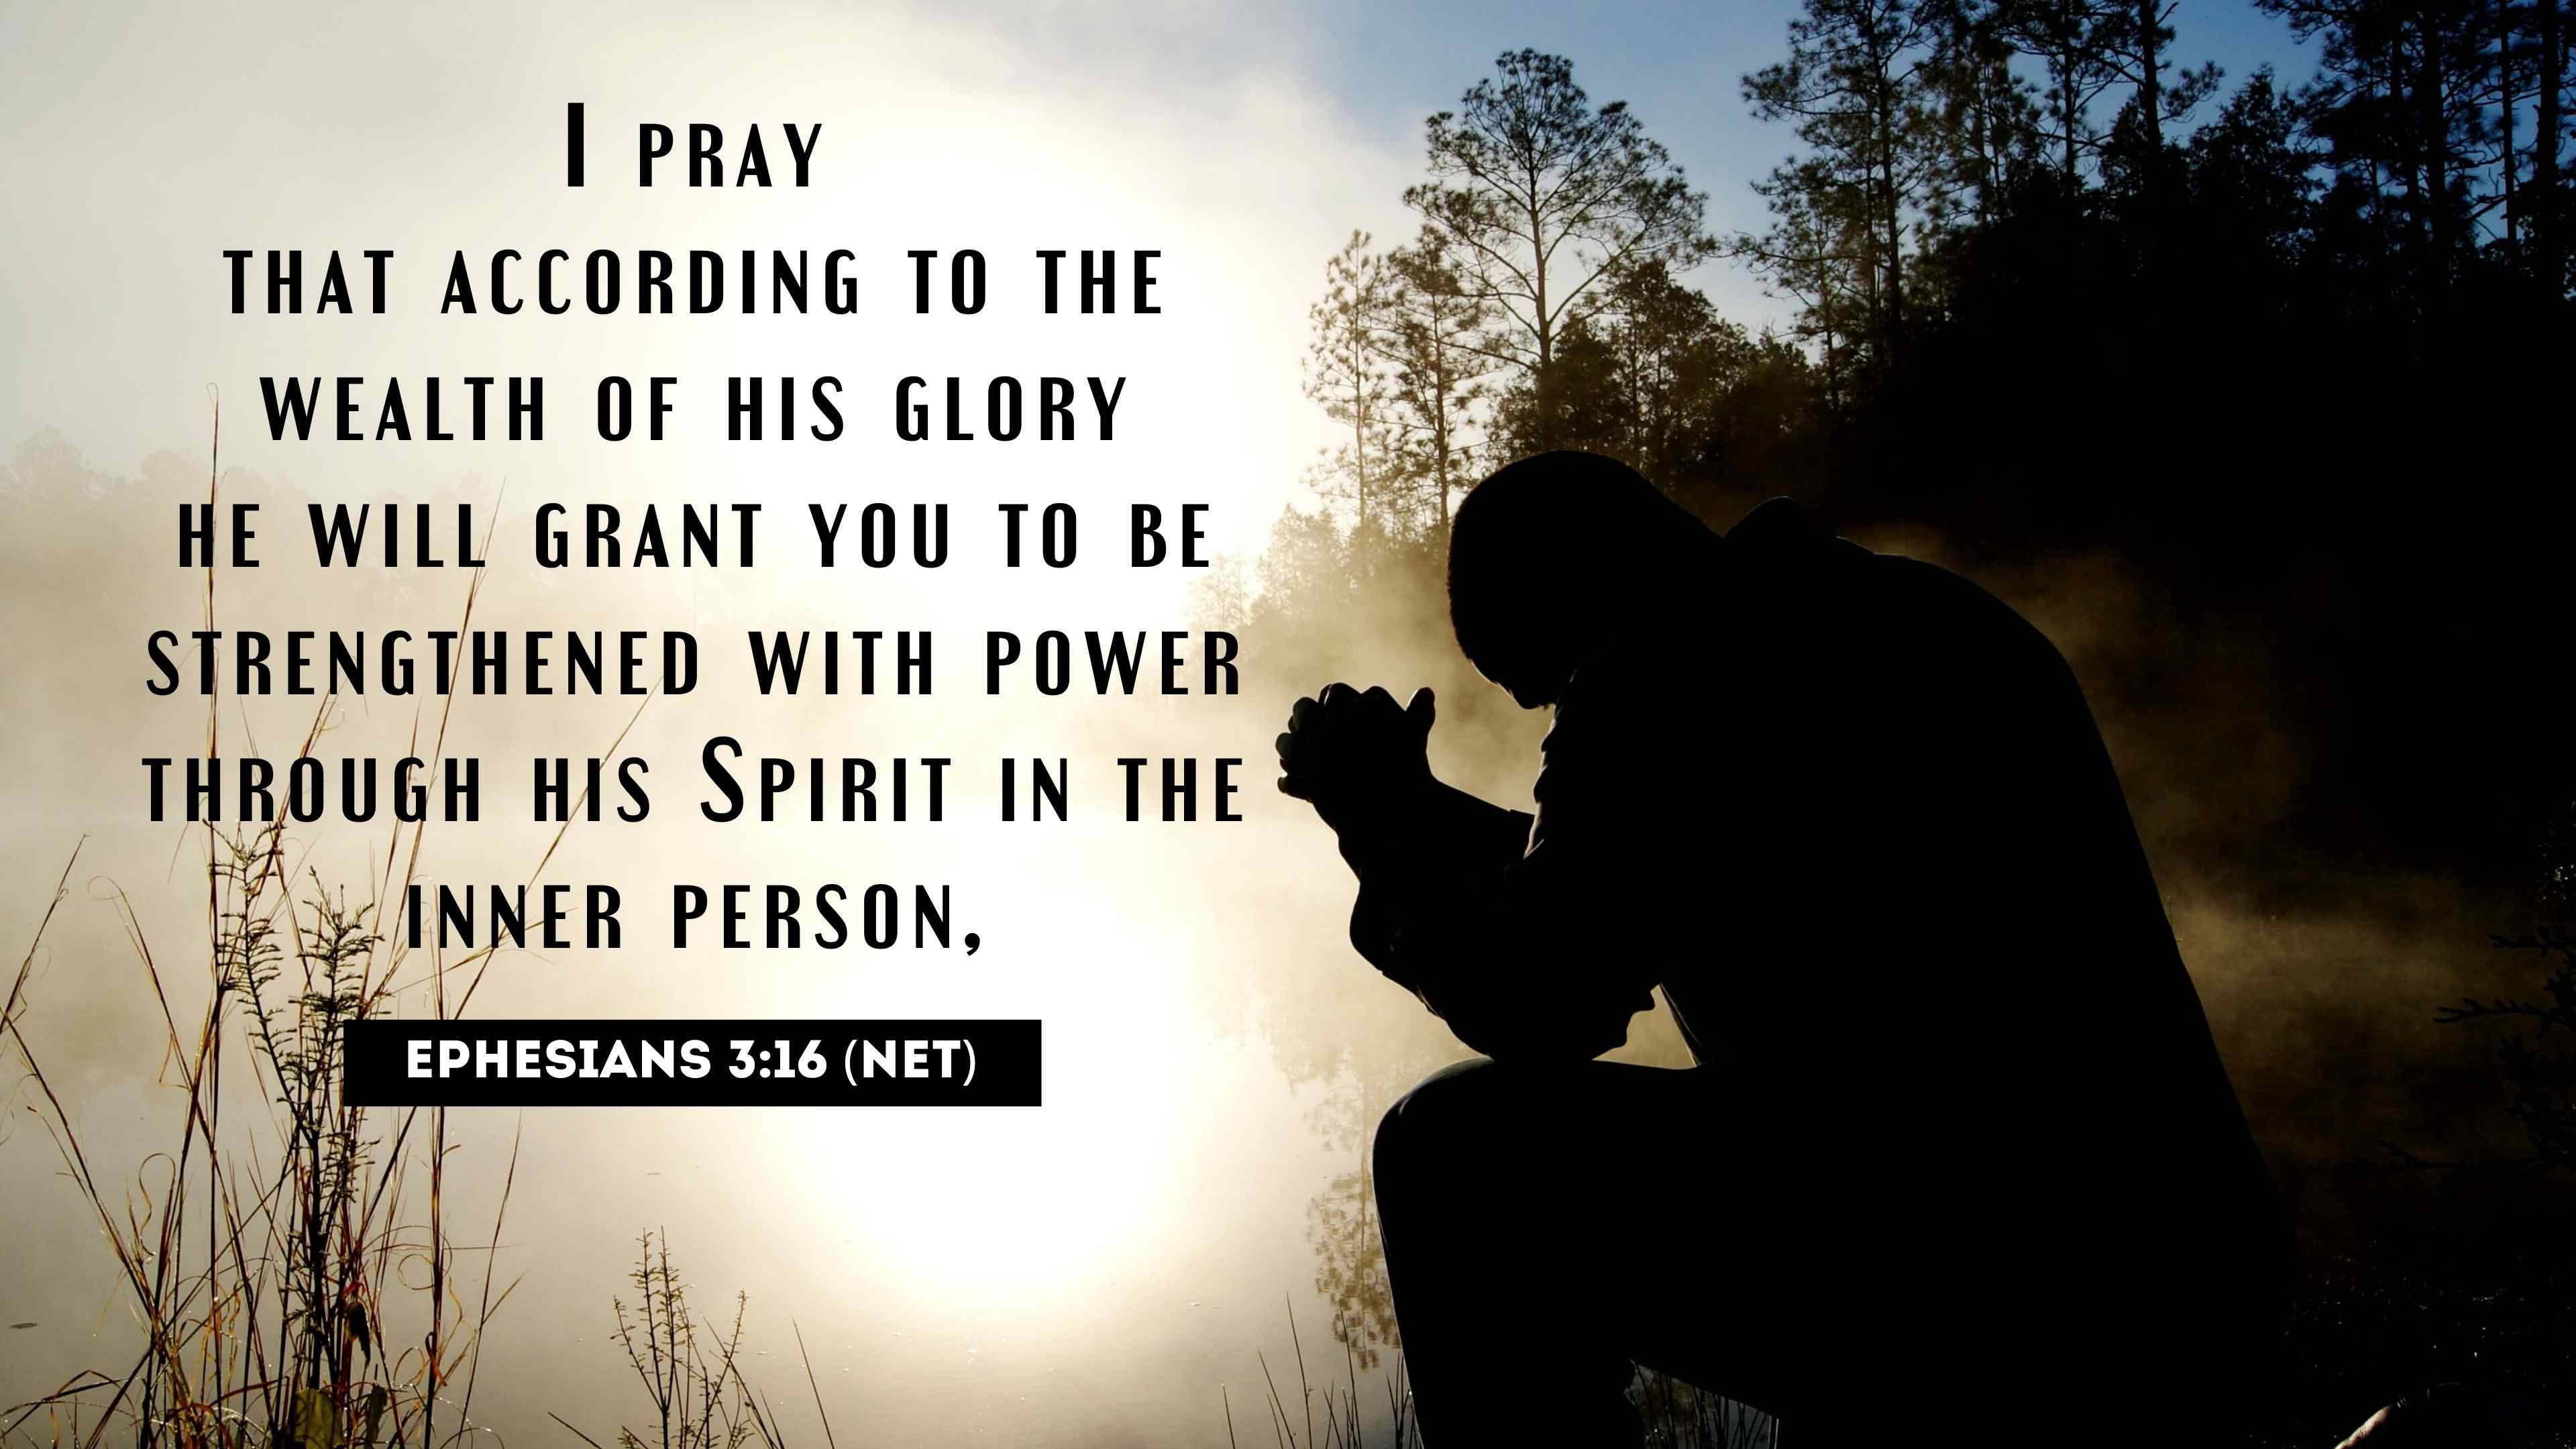 I pray
that according to the
wealth of his glory
he will grant you to be
strengthened with power
through his Spirit in the
inner person,
EPHESIANS 3:16 (NET)